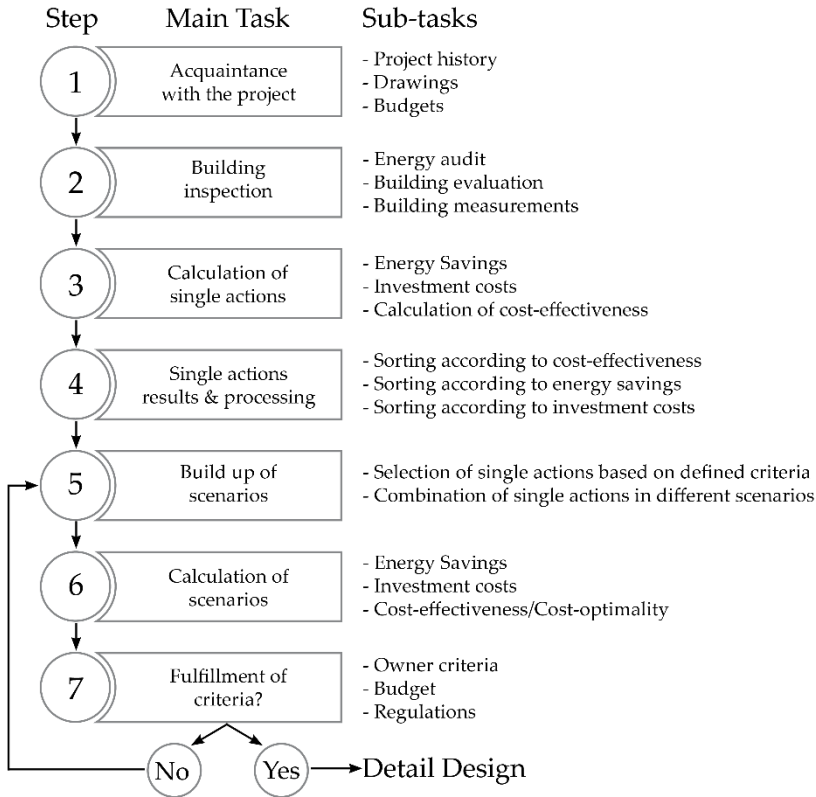 Step Main Task Sub-tasks
1
Acquaintance
with the project
- Project history
- Drawings
- Budgets
2
Building
inspection
- Energy audit
- Building evaluation
- Building measurements
3
Calculation of
single actions
- Energy Savings
- Investment costs
- Calculation of cost-effectiveness
4
Single actions
results & processing
- Sorting according to cost-effectiveness
- Sorting according to energy savings
- Sorting according to investment costs
5
Build up of
scenarios
- Selection of single actions based on defined criteria
- Combination of single actions in different scenarios
6
Calculation of
scenarios
- Energy Savings
- Investment costs
- Cost-effectiveness/Cost-optimality
7
Fulfillment of
criteria?
- Owner criteria
- Budget
- Regulations
No Yes Detail Design